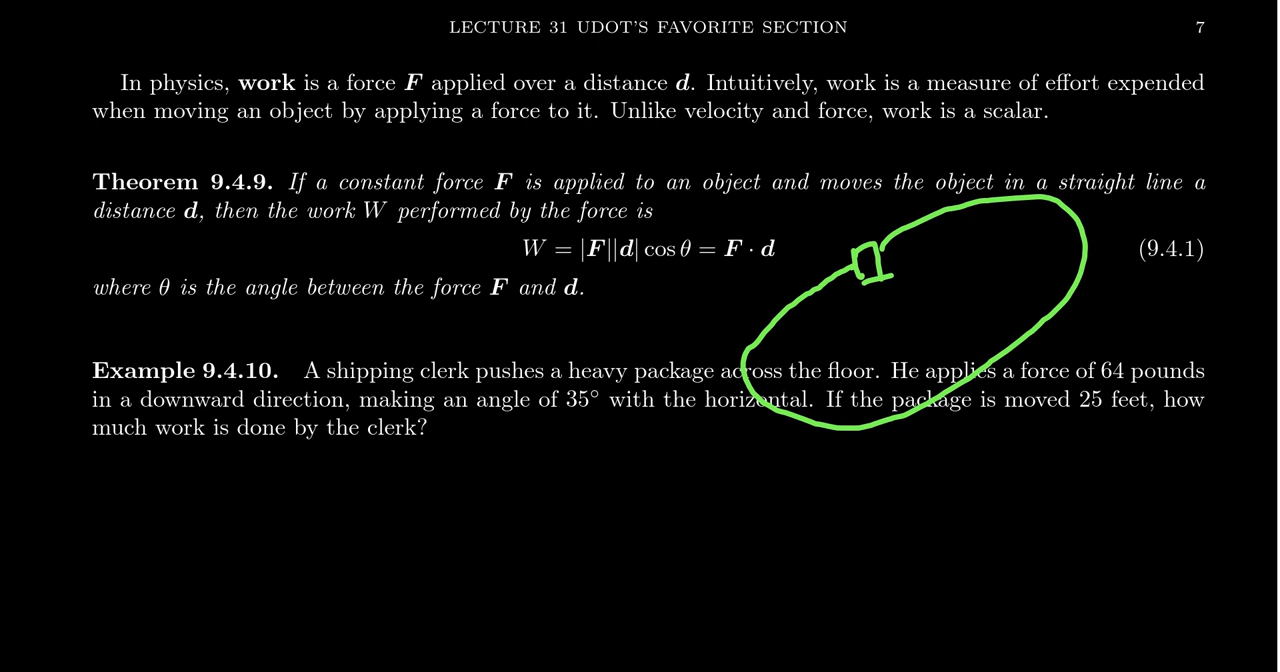 LECTURE 31 UDOT'S FAVORITE SECTION 7
In physics, work is a force F applied over a distance d. Intuitively, work is a measure of effort expended
when moving an object by applying a force to it. Unlike velocity and force, work is a scalar.
Theorem 9.4.9. If a constant force F is applied to an object and moves the object in a straight line a
distance d, then the work W performed by the force is
W = |F||d| cos θ = F · d (9.4.1)
where θ is the angle between the force F and d.
Example 9.4.10. A shipping clerk pushes a heavy package across the floor. He applies a force of 64 pounds
in a downward direction, making an angle of 35° with the horizontal. If the package is moved 25 feet, how
much work is done by the clerk?